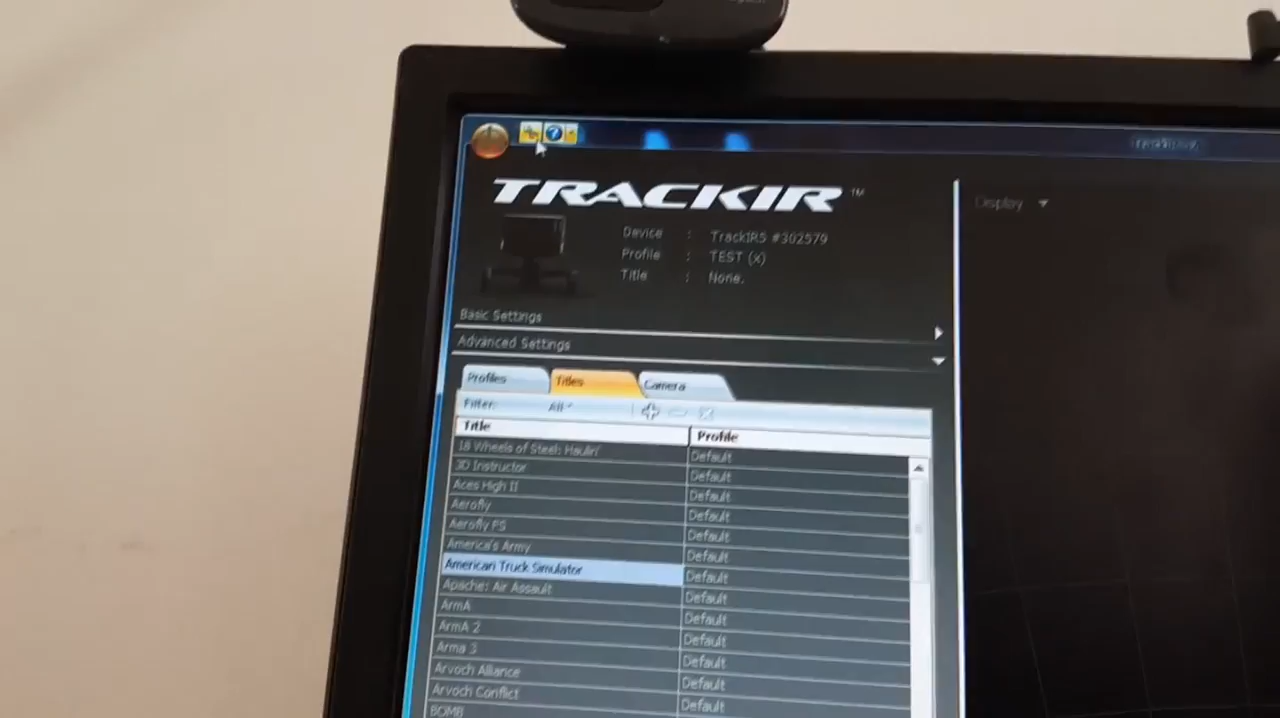 TRACKIR™
Device : TrackIR5 #302579
Profile : TEST (x)
Title : None.
Display
Basic Settings
Advanced Settings
Profiles Titles Camera
Filter: All
Title Profile
18 Wheels of Steel: Haulin' Default
3D Instructor Default
Aces High II Default
Aerofly Default
Aerofly FS Default
America's Army Default
American Truck Simulator Default
Apache: Air Assault Default
ArmA Default
ArmA 2 Default
Arma 3 Default
Arvoch Alliance Default
Arvoch Conflict Default
BOMB